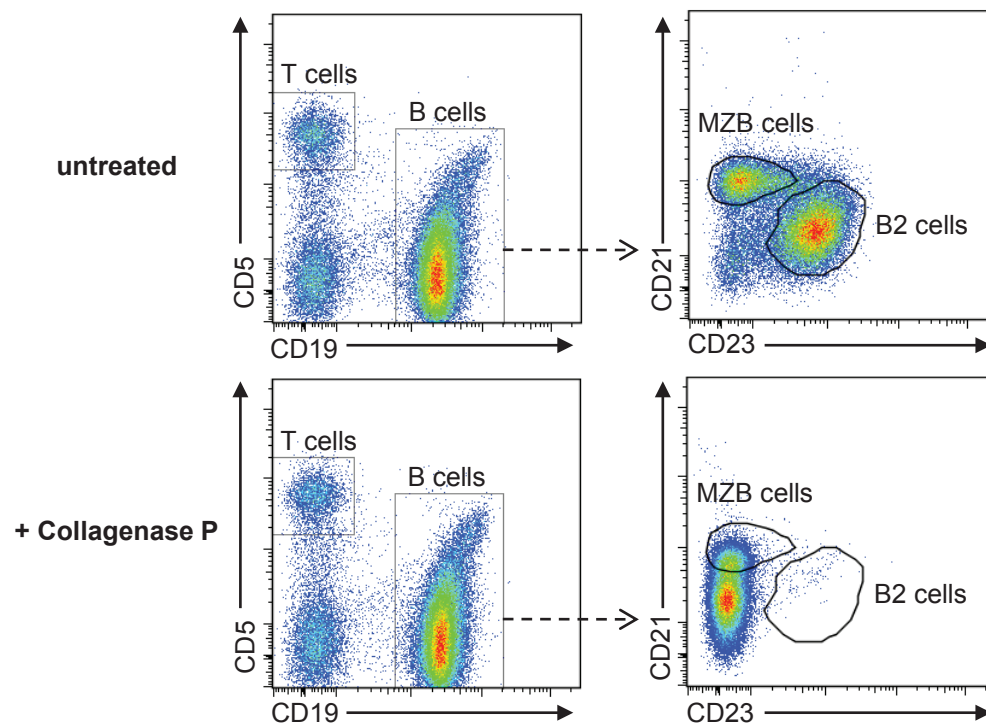 T cells
B cells
untreated
CD5
CD19
MZB cells
B2 cells
CD21
CD23
T cells
B cells
+ Collagenase P
CD5
CD19
MZB cells
B2 cells
CD21
CD23